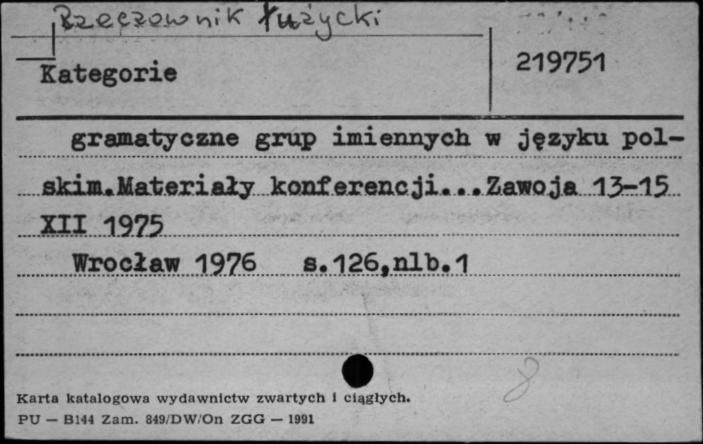 Rzeczownik łużycki
Kategorie
219751
gramatyczne grup imiennych w języku pol-
skim.Materiały konferencji...Zawoja 13-15
XII 1975
Wrocław 1976 s.126,nlb.1
8
Karta katalogowa wydawnictw zwartych i ciągłych.
PU — B144 Zam. 849/DW/On ZGG — 1991